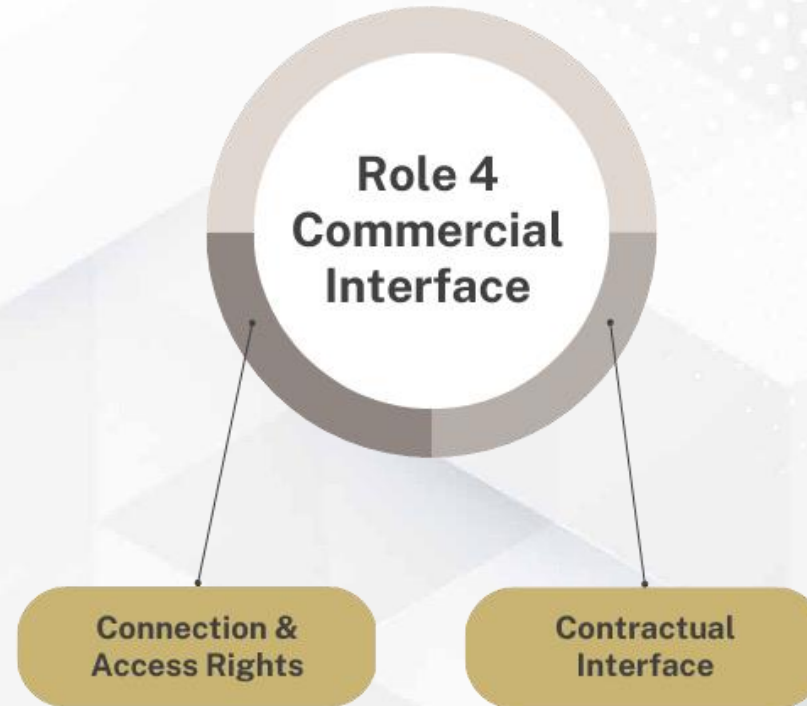 Role 4
Commercial
Interface
Connection &
Access Rights
Contractual
Interface